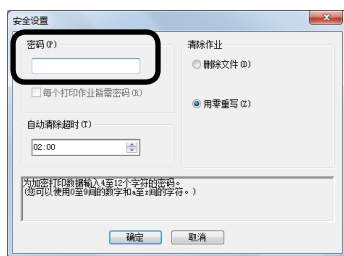 安全设置
密码(P)
清除作业
删除文件(D)
每个打印作业皆需密码(R)
用零重写(Z)
自动清除超时(T)
02:00
为加密打印数据输入4至12个字符的密码。
(您可以使用0至9间的数字和a至z间的字符。)
确定
取消